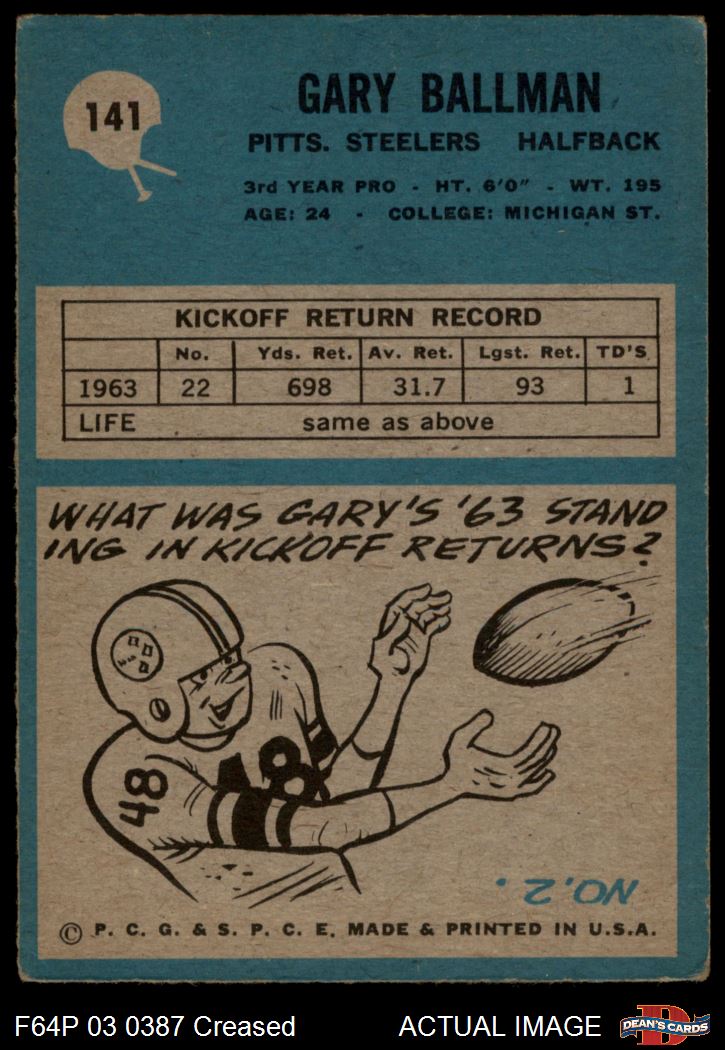 141
GARY BALLMAN
PITTS. STEELERS HALFBACK
3rd YEAR PRO - HT. 6'0" - WT. 195
AGE: 24 - COLLEGE: MICHIGAN ST.
KICKOFF RETURN RECORD
No. Yds. Ret. Av. Ret. Lgst. Ret. TD'S
1963 22 698 31.7 93 1
LIFE same as above
WHAT WAS GARY'S '63 STAND
ING IN KICKOFF RETURNS?
48
48
NO. 2.
© P. C. G. & S. P. C. E. MADE & PRINTED IN U.S.A.
F64P 03 0387 Creased ACTUAL IMAGE
D
DEAN'S CARDS